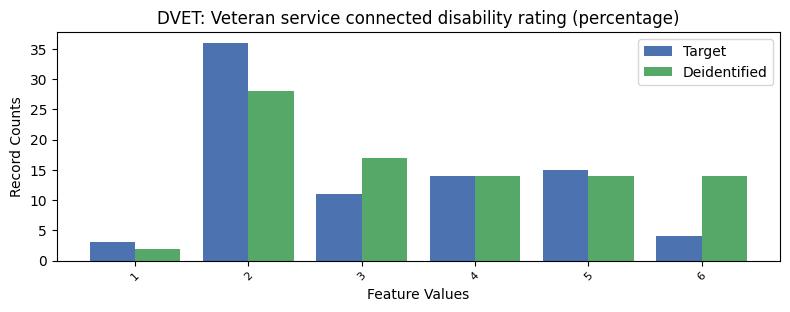 DVET: Veteran service connected disability rating (percentage)
Target
Deidentified
Record Counts
35
30
25
20
15
10
5
0
1 2 3 4 5 6
Feature Values